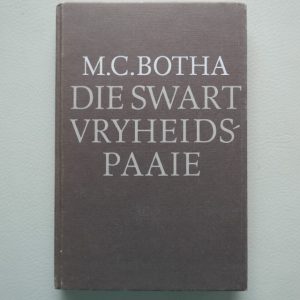 M.C.BOTHA
DIE SWART
VRYHEIDS-
PAAIE